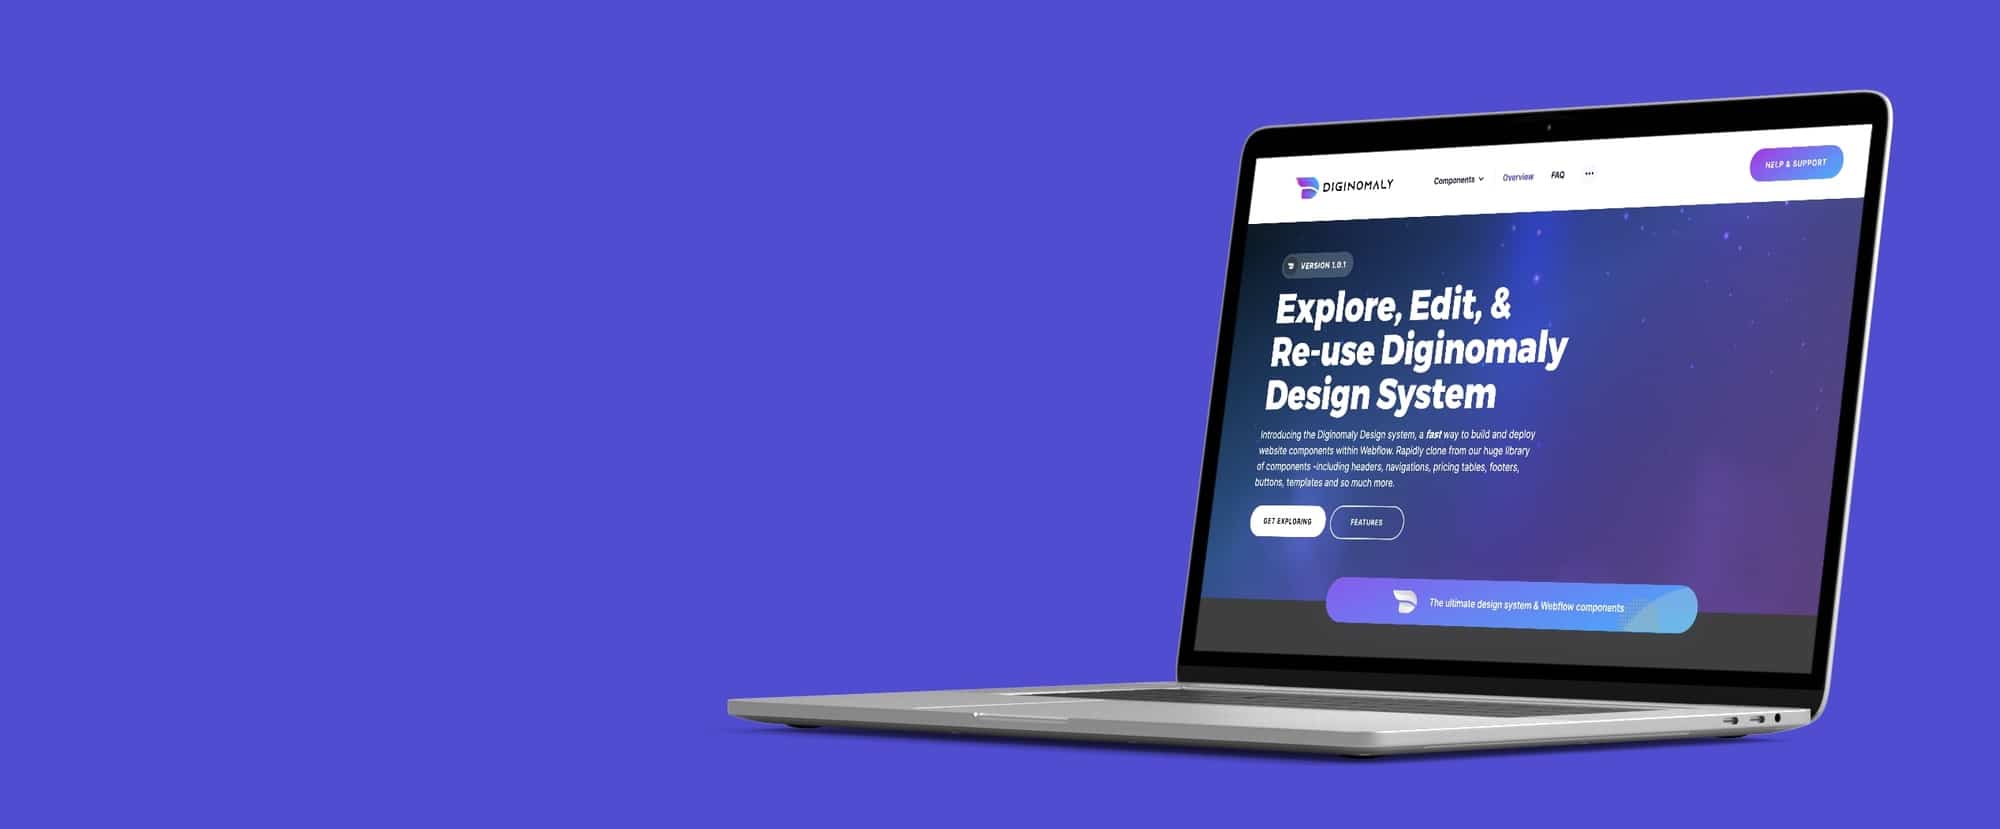 DIGINOMALY
Components
Overview
FAQ
HELP & SUPPORT
VERSION 1.0.1
Explore, Edit, &
Re-use Diginomaly
Design System
Introducing the Diginomaly Design system, a fast way to build and deploy
website components within Webflow. Rapidly clone from our huge library
of components -including headers, navigations, pricing tables, footers,
buttons, templates and so much more.
GET EXPLORING
FEATURES
The ultimate design system & Webflow components